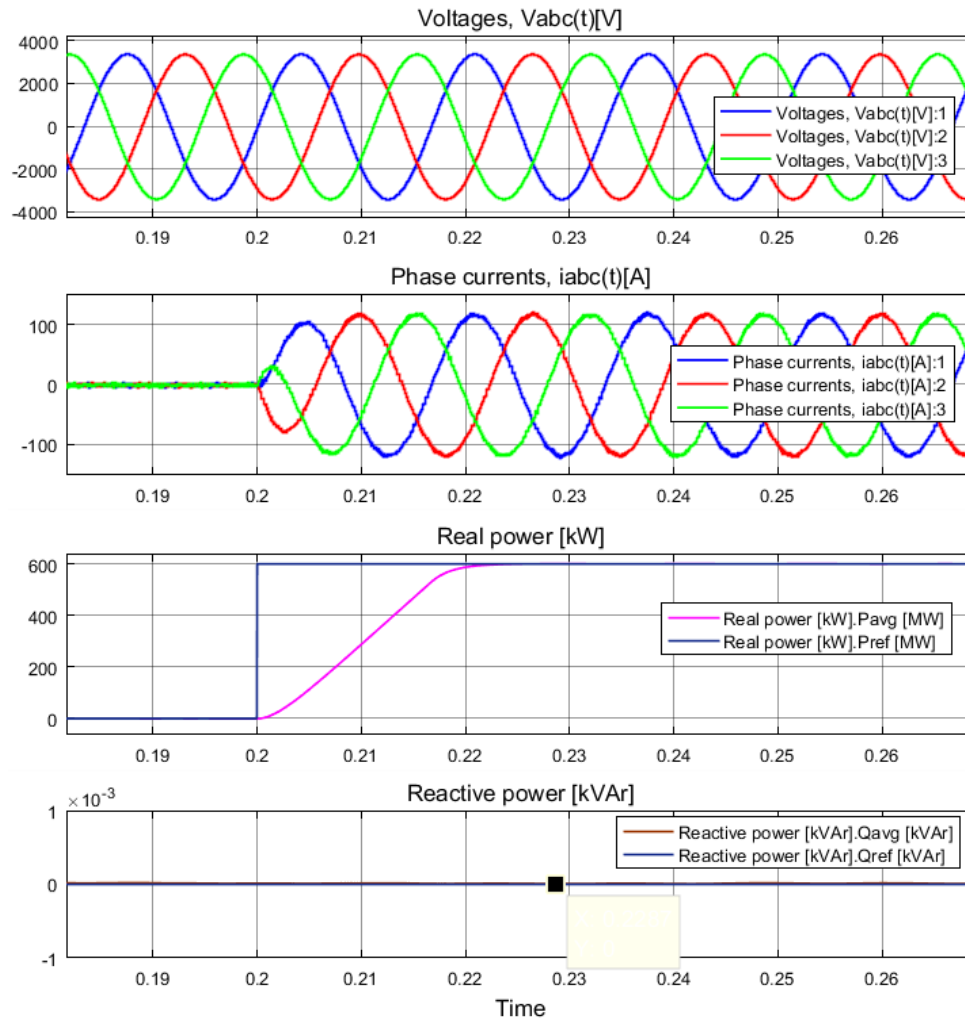 Voltages, Vabc(t)[V]
4000
2000
0
-2000
-4000
Voltages, Vabc(t)[V]:1
Voltages, Vabc(t)[V]:2
Voltages, Vabc(t)[V]:3
0.19 0.2 0.21 0.22 0.23 0.24 0.25 0.26
Phase currents, iabc(t)[A]
100
0
-100
Phase currents, iabc(t)[A]:1
Phase currents, iabc(t)[A]:2
Phase currents, iabc(t)[A]:3
0.19 0.2 0.21 0.22 0.23 0.24 0.25 0.26
Real power [kW]
600
400
200
0
Real power [kW].Pavg [MW]
Real power [kW].Pref [MW]
0.19 0.2 0.21 0.22 0.23 0.24 0.25 0.26
Reactive power [kVAr]
× 10⁻³
1
0
-1
Reactive power [kVAr].Qavg [kVAr]
Reactive power [kVAr].Qref [kVAr]
0.19 0.2 0.21 0.22 0.23 0.24 0.25 0.26
Time